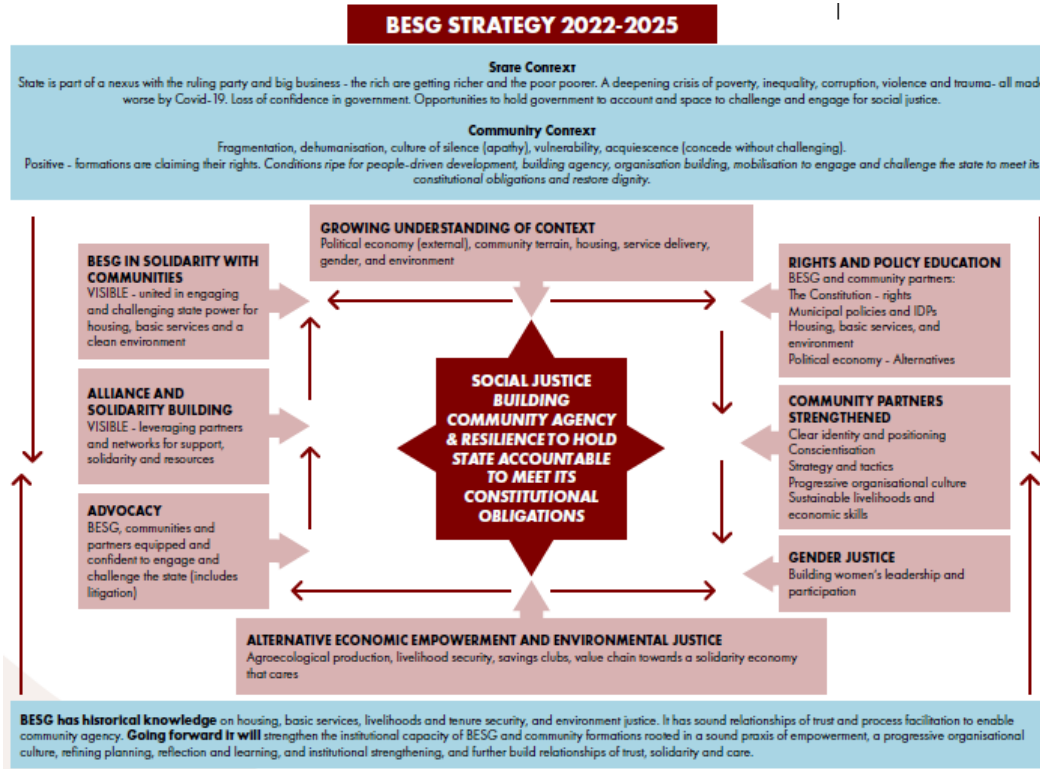 BESG STRATEGY 2022-2025
State Context
State is part of a nexus with the ruling party and big business - the rich are getting richer and the poor poorer. A deepening crisis of poverty, inequality, corruption, violence and trauma- all made
worse by Covid-19. Loss of confidence in government. Opportunities to hold government to account and space to challenge and engage for social justice.
Community Context
Fragmentation, dehumanisation, culture of silence (apathy), vulnerability, acquiescence (concede without challenging).
Positive - formations are claiming their rights. Conditions ripe for people-driven development, building agency, organisation building, mobilisation to engage and challenge the state to meet its
constitutional obligations and restore dignity.
GROWING UNDERSTANDING OF CONTEXT
Political economy (external), community terrain, housing, service delivery,
gender, and environment
BESG IN SOLIDARITY WITH
COMMUNITIES
VISIBLE - united in engaging
and challenging state power for
housing, basic services and a
clean environment
ALLIANCE AND
SOLIDARITY BUILDING
VISIBLE - leveraging partners
and networks for support,
solidarity and resources
ADVOCACY
BESG, communities and
partners equipped and
confident to engage and
challenge the state (includes
litigation)
SOCIAL JUSTICE
BUILDING
COMMUNITY AGENCY
& RESILIENCE TO HOLD
STATE ACCOUNTABLE
TO MEET ITS
CONSTITUTIONAL
OBLIGATIONS
RIGHTS AND POLICY EDUCATION
BESG and community partners:
The Constitution - rights
Municipal policies and IDPs
Housing, basic services, and
environment
Political economy - Alternatives
COMMUNITY PARTNERS
STRENGTHENED
Clear identity and positioning
Conscientisation
Strategy and tactics
Progressive organisational culture
Sustainable livelihoods and
economic skills
GENDER JUSTICE
Building women's leadership and
participation
ALTERNATIVE ECONOMIC EMPOWERMENT AND ENVIRONMENTAL JUSTICE
Agroecological production, livelihood security, savings clubs, value chain towards a solidarity economy
that cares
BESG has historical knowledge on housing, basic services, livelihoods and tenure security, and environment justice. It has sound relationships of trust and process facilitation to enable
community agency. Going forward it will strengthen the institutional capacity of BESG and community formations rooted in a sound praxis of empowerment, a progressive organisational
culture, refining planning, reflection and learning, and institutional strengthening, and further build relationships of trust, solidarity and care.